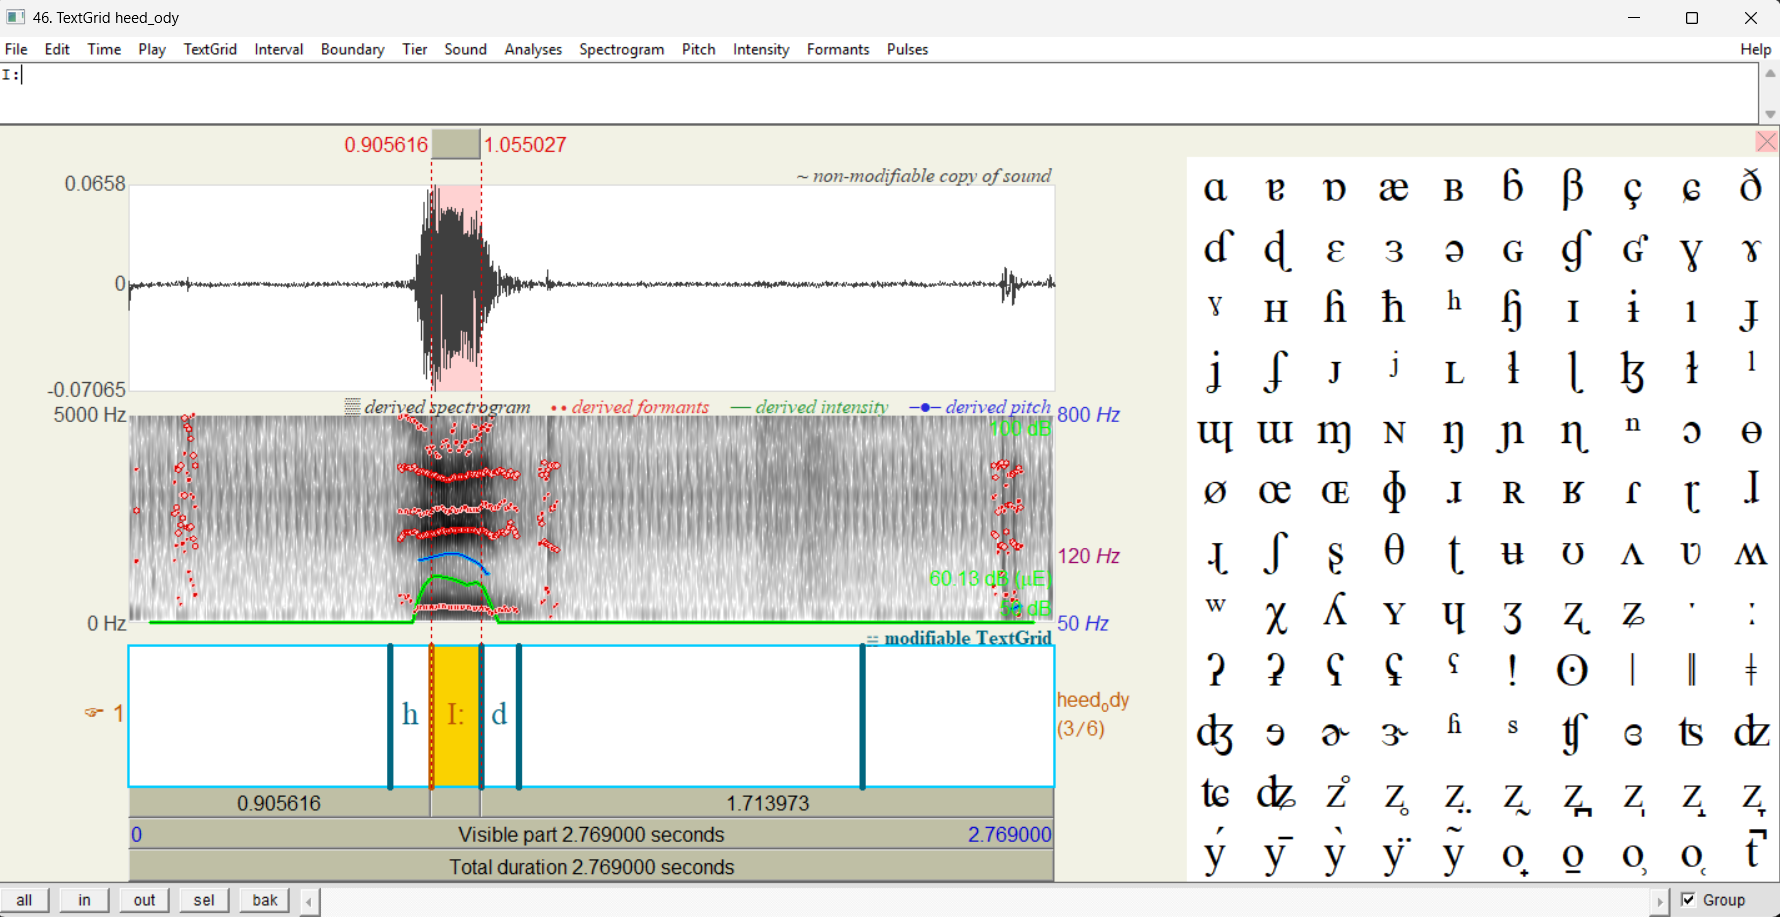 46. TextGrid heed_ody
File Edit Time Play TextGrid Interval Boundary Tier Sound Analyses Spectrogram Pitch Intensity Formants Pulses Help
I:
0.905616 1.055027
~ non-modifiable copy of sound
0.0658
0
-0.07065
derived spectrogram derived formants derived intensity derived pitch
5000 Hz 800 Hz
100 dB
120 Hz
60.13 dB (µE)
50 dB
0 Hz 50 Hz
modifiable TextGrid
1 h I: d heedₒdy
(3/6)
0.905616 1.713973
0 Visible part 2.769000 seconds 2.769000
Total duration 2.769000 seconds
ɑ ɐ ɒ æ ʙ ɓ β ç ɕ ð
ɗ ɖ ɛ ɜ ə ɢ ɠ ʛ ɣ ɤ
ˠ ʜ ɦ ħ ʰ ɧ ɪ ɨ ı ɟ
ʝ ʄ ᴊ ʲ ʟ ɫ ɭ ɮ ɫ ˡ
ɰ ɯ ɱ ɴ ŋ ɲ ɳ ⁿ ɔ ɵ
ø œ ɶ ɸ ɹ ʀ ʁ ɾ ɽ ɺ
ɻ ʃ ʂ θ ʈ ʉ ʊ ʌ ʋ ʍ
ʷ χ ʎ ʏ ɥ ʒ ʐ ʑ ˑ ː
ʔ ʡ ʕ ʢ ˤ ! ʘ | ‖ ǂ
ʤ ɘ ɚ ɝ ʱ ˢ ʧ ɞ ʦ ʣ
ʨ ʥ z̊ z̥ z̤ z̰ z̪ z̩ z̟ z̞
ý ȳ ỳ ÿ ỹ o̟ o̠ o̹ o̜ t̚
all in out sel bak Group